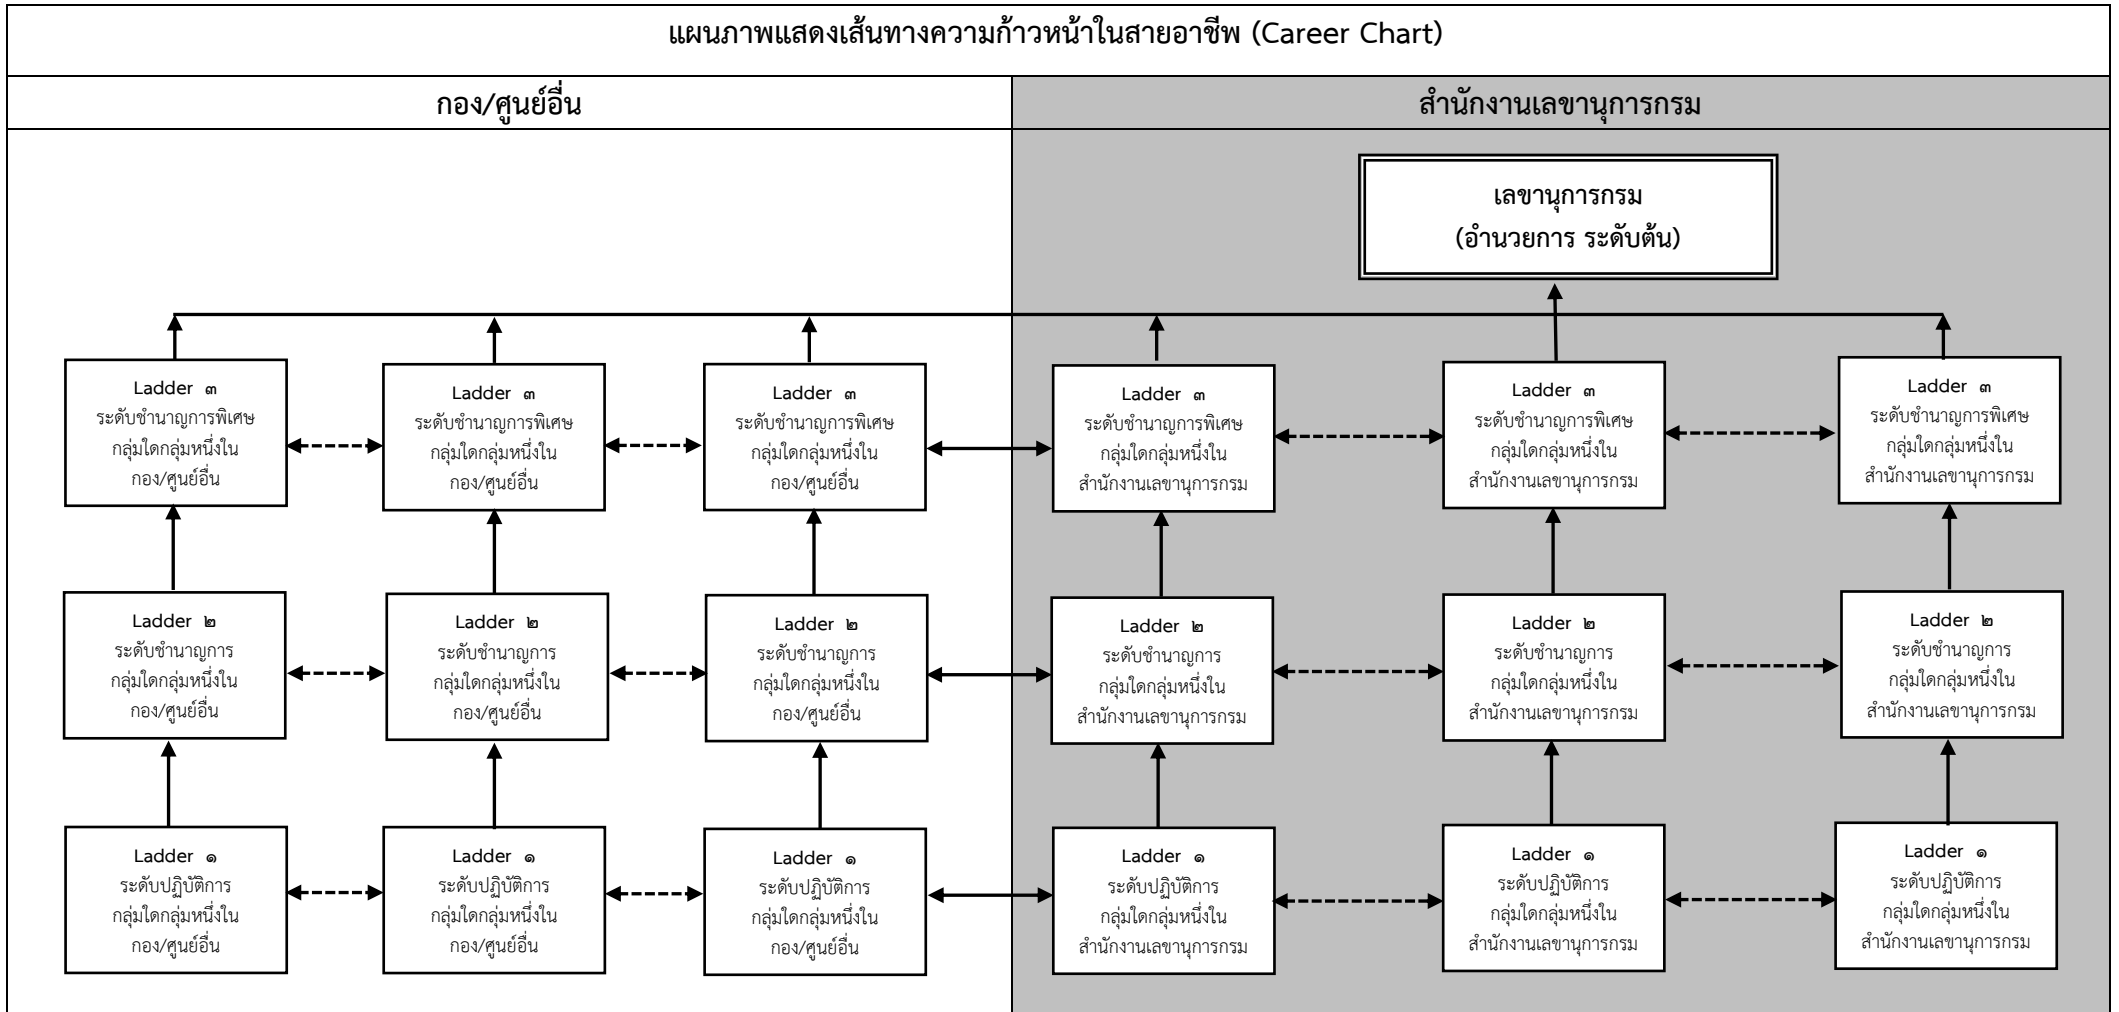 แผนภาพแสดงเส้นทางความก้าวหน้าในสายอาชีพ (Career Chart)
กอง/ศูนย์อื่น
สำนักงานเลขานุการกรม
เลขานุการกรม
(อำนวยการ ระดับต้น)
Ladder ๓
ระดับชำนาญการพิเศษ
กลุ่มใดกลุ่มหนึ่งใน
กอง/ศูนย์อื่น
Ladder ๓
ระดับชำนาญการพิเศษ
กลุ่มใดกลุ่มหนึ่งใน
กอง/ศูนย์อื่น
Ladder ๓
ระดับชำนาญการพิเศษ
กลุ่มใดกลุ่มหนึ่งใน
กอง/ศูนย์อื่น
Ladder ๓
ระดับชำนาญการพิเศษ
กลุ่มใดกลุ่มหนึ่งใน
สำนักงานเลขานุการกรม
Ladder ๓
ระดับชำนาญการพิเศษ
กลุ่มใดกลุ่มหนึ่งใน
สำนักงานเลขานุการกรม
Ladder ๓
ระดับชำนาญการพิเศษ
กลุ่มใดกลุ่มหนึ่งใน
สำนักงานเลขานุการกรม
Ladder ๒
ระดับชำนาญการ
กลุ่มใดกลุ่มหนึ่งใน
กอง/ศูนย์อื่น
Ladder ๒
ระดับชำนาญการ
กลุ่มใดกลุ่มหนึ่งใน
กอง/ศูนย์อื่น
Ladder ๒
ระดับชำนาญการ
กลุ่มใดกลุ่มหนึ่งใน
กอง/ศูนย์อื่น
Ladder ๒
ระดับชำนาญการ
กลุ่มใดกลุ่มหนึ่งใน
สำนักงานเลขานุการกรม
Ladder ๒
ระดับชำนาญการ
กลุ่มใดกลุ่มหนึ่งใน
สำนักงานเลขานุการกรม
Ladder ๒
ระดับชำนาญการ
กลุ่มใดกลุ่มหนึ่งใน
สำนักงานเลขานุการกรม
Ladder ๑
ระดับปฏิบัติการ
กลุ่มใดกลุ่มหนึ่งใน
กอง/ศูนย์อื่น
Ladder ๑
ระดับปฏิบัติการ
กลุ่มใดกลุ่มหนึ่งใน
กอง/ศูนย์อื่น
Ladder ๑
ระดับปฏิบัติการ
กลุ่มใดกลุ่มหนึ่งใน
กอง/ศูนย์อื่น
Ladder ๑
ระดับปฏิบัติการ
กลุ่มใดกลุ่มหนึ่งใน
สำนักงานเลขานุการกรม
Ladder ๑
ระดับปฏิบัติการ
กลุ่มใดกลุ่มหนึ่งใน
สำนักงานเลขานุการกรม
Ladder ๑
ระดับปฏิบัติการ
กลุ่มใดกลุ่มหนึ่งใน
สำนักงานเลขานุการกรม